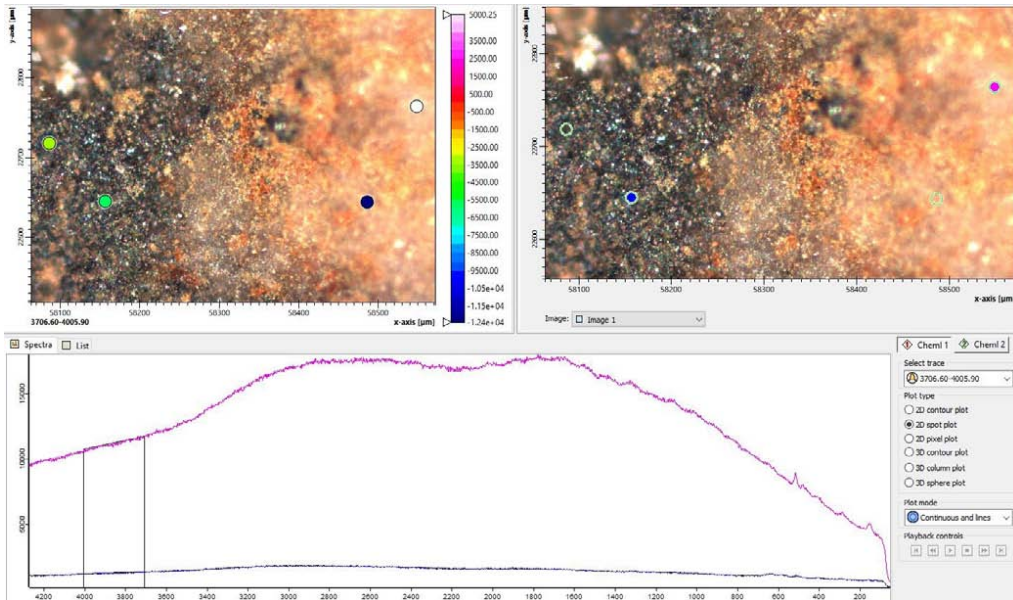 y-axis [μm]
22800
22700
22600
58100
58200
58300
58400
58500
3706.60-4005.90
x-axis [μm]
5000.25
3500.00
2500.00
1500.00
500.00
-500.00
-1500.00
-2500.00
-3500.00
-4500.00
-5500.00
-6500.00
-7500.00
-8500.00
-9500.00
-1.05e+04
-1.15e+04
-1.24e+04
y-axis [μm]
22800
22700
22600
58100
58200
58300
58400
58500
x-axis [μm]
Image: Image 1
Spectra List
15000
10000
5000
4200 4000 3800 3600 3400 3200 3000 2800 2600 2400 2200 2000 1800 1600 1400 1200 1000 800 600 400 200
1 ChemI 1 2 ChemI 2
Select trace
3706.60-4005.90
Plot type
2D contour plot
2D spot plot
2D pixel plot
3D contour plot
3D column plot
3D sphere plot
Plot mode
Continuous and lines
Playback controls